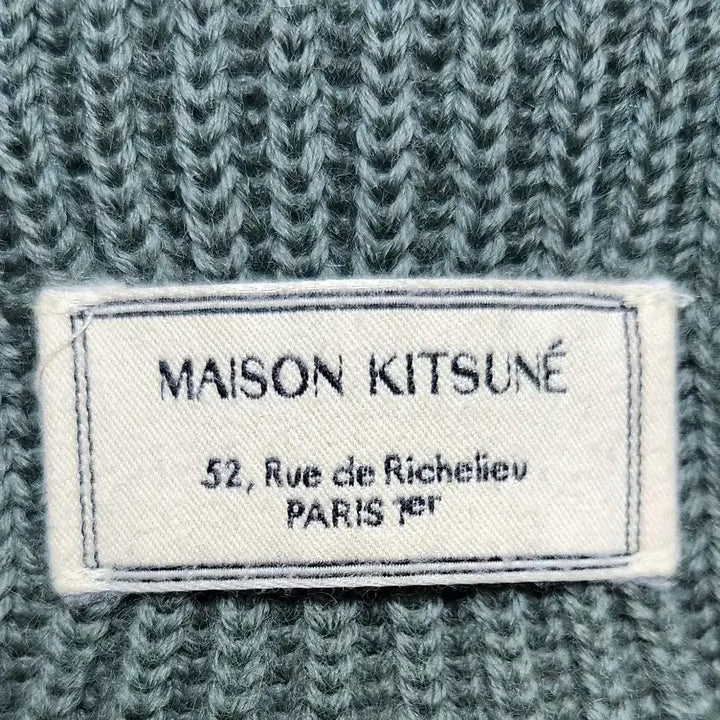 MAISON KITSUNÉ
52, Rue de Richelieu
PARIS 1er